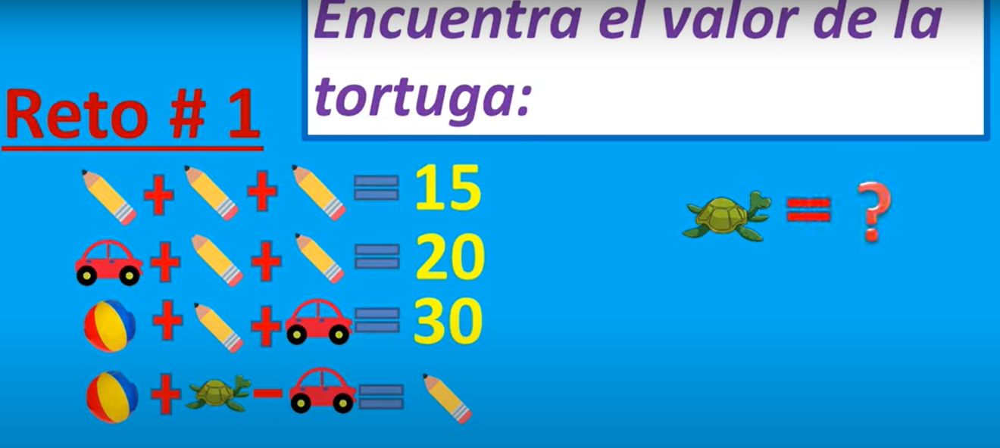 Encuentra el valor de la
tortuga:
Reto # 1
+ + = 15
= ?
+ + = 20
+ + = 30
+ - =